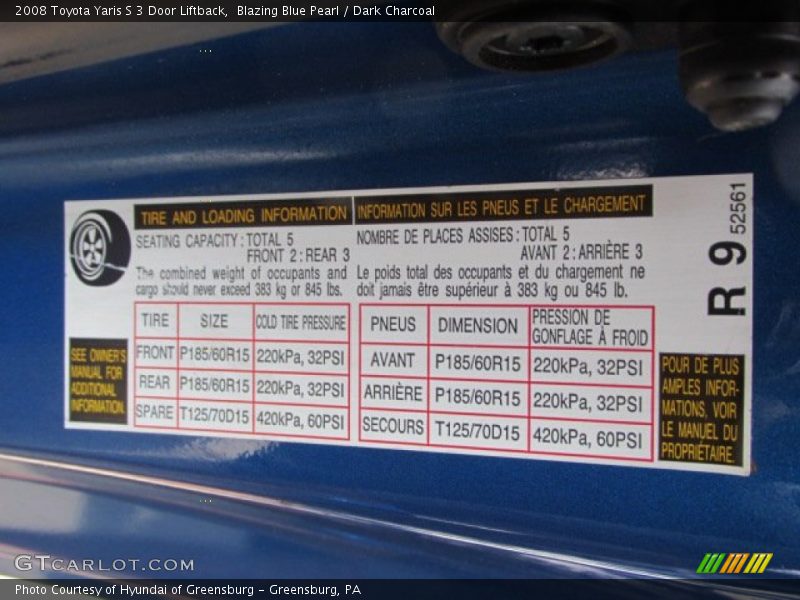 2008 Toyota Yaris S 3 Door Liftback,  Blazing Blue Pearl / Dark Charcoal
TIRE AND LOADING INFORMATION
SEATING CAPACITY : TOTAL 5
FRONT 2 : REAR 3
The combined weight of occupants and
cargo should never exceed 383 kg or 845 lbs.
TIRE SIZE COLD TIRE PRESSURE
FRONT P185/60R15 220kPa, 32PSI
REAR P185/60R15 220kPa, 32PSI
SPARE T125/70D15 420kPa, 60PSI
SEE OWNER'S
MANUAL FOR
ADDITIONAL
INFORMATION.
INFORMATION SUR LES PNEUS ET LE CHARGEMENT
NOMBRE DE PLACES ASSISES : TOTAL 5
AVANT 2 : ARRIÈRE 3
Le poids total des occupants et du chargement ne
doit jamais être supérieur à 383 kg ou 845 lb.
PNEUS DIMENSION PRESSION DE
GONFLAGE À FROID
AVANT P185/60R15 220kPa, 32PSI
ARRIÈRE P185/60R15 220kPa, 32PSI
SECOURS T125/70D15 420kPa, 60PSI
POUR DE PLUS
AMPLES INFOR-
MATIONS, VOIR
LE MANUEL DU
PROPRIÉTAIRE
R 9 52561
GTCARLOT.COM
Photo Courtesy of Hyundai of Greensburg – Greensburg, PA